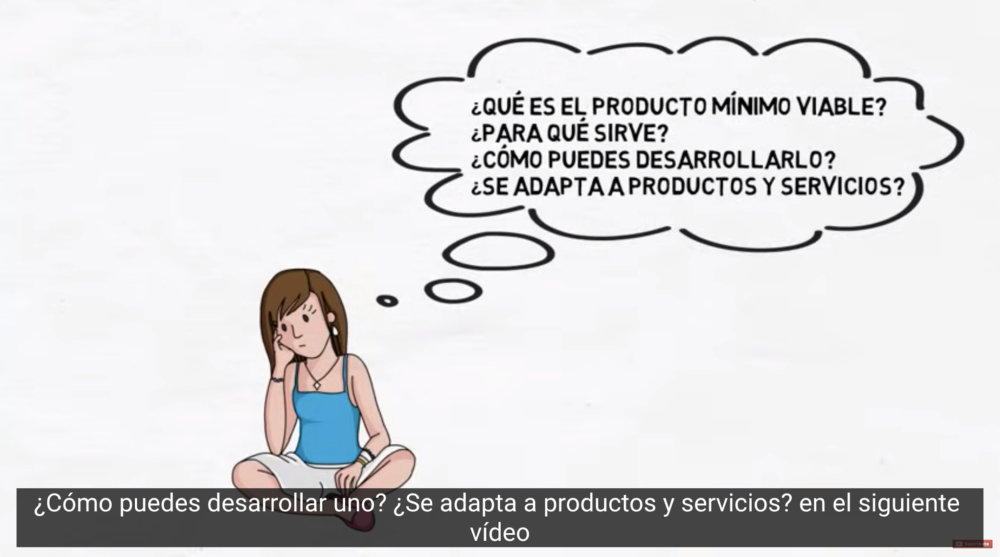 ¿QUÉ ES EL PRODUCTO MÍNIMO VIABLE?
¿PARA QUÉ SIRVE?
¿CÓMO PUEDES DESARROLLARLO?
¿SE ADAPTA A PRODUCTOS Y SERVICIOS?
¿Cómo puedes desarrollar uno? ¿Se adapta a productos y servicios? en el siguiente
vídeo
Suscríbete